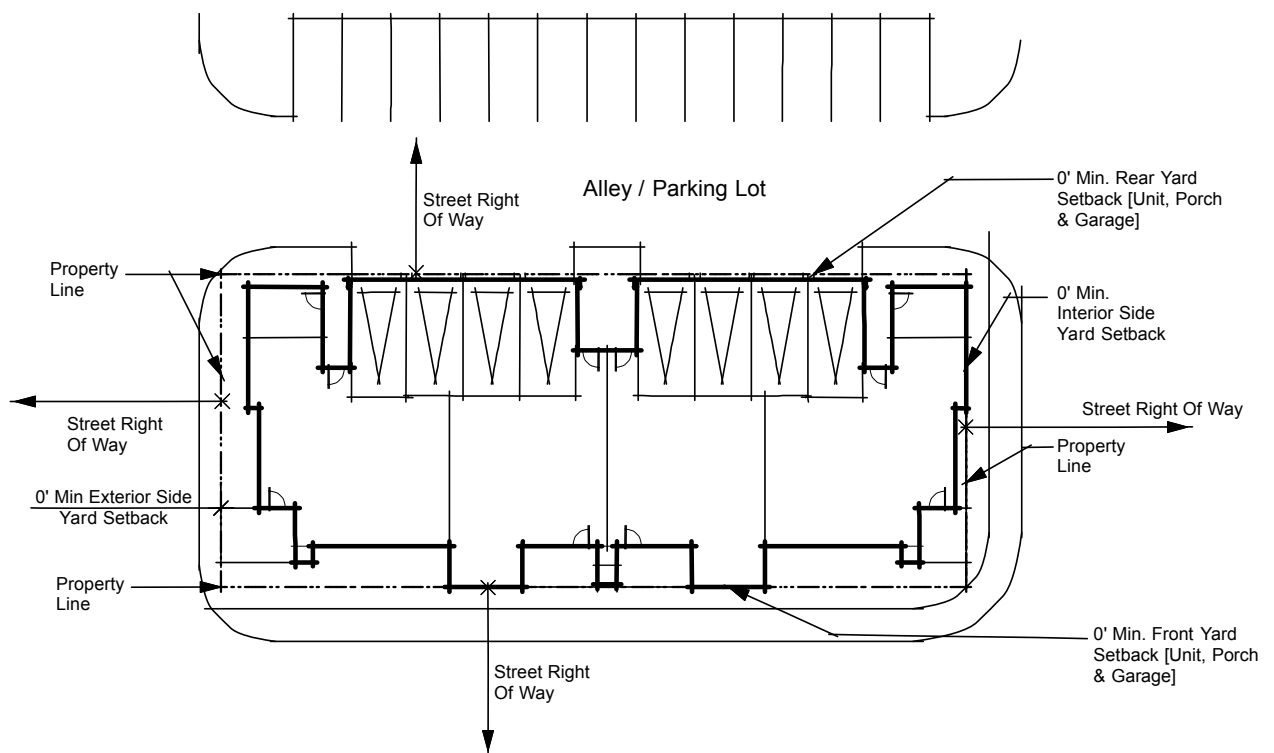 Alley / Parking Lot
Street Right
Of Way
0' Min. Rear Yard
Setback [Unit, Porch
& Garage]
Property
Line
0' Min.
Interior Side
Yard Setback
Street Right
Of Way
Street Right Of Way
Property
Line
0' Min Exterior Side
Yard Setback
Property
Line
0' Min. Front Yard
Setback [Unit, Porch
& Garage]
Street Right
Of Way